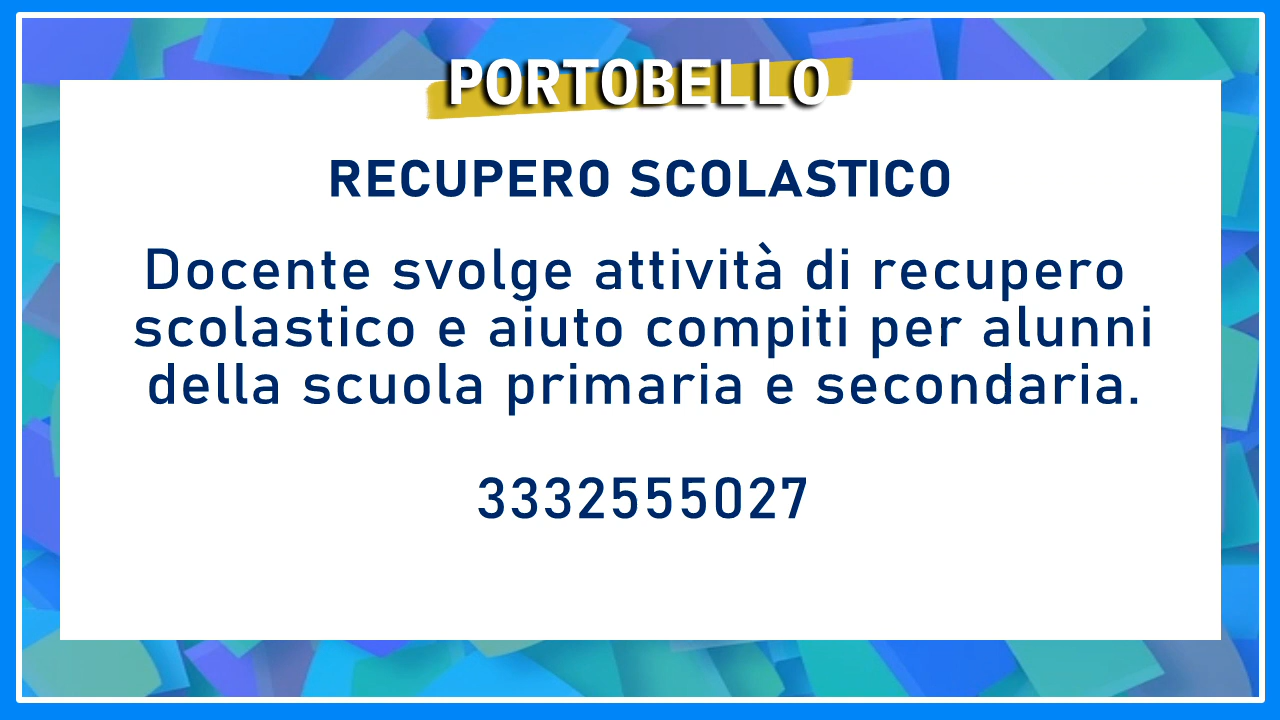 PORTOBELLO
RECUPERO SCOLASTICO
Docente svolge attività di recupero
scolastico e aiuto compiti per alunni
della scuola primaria e secondaria.
3332555027